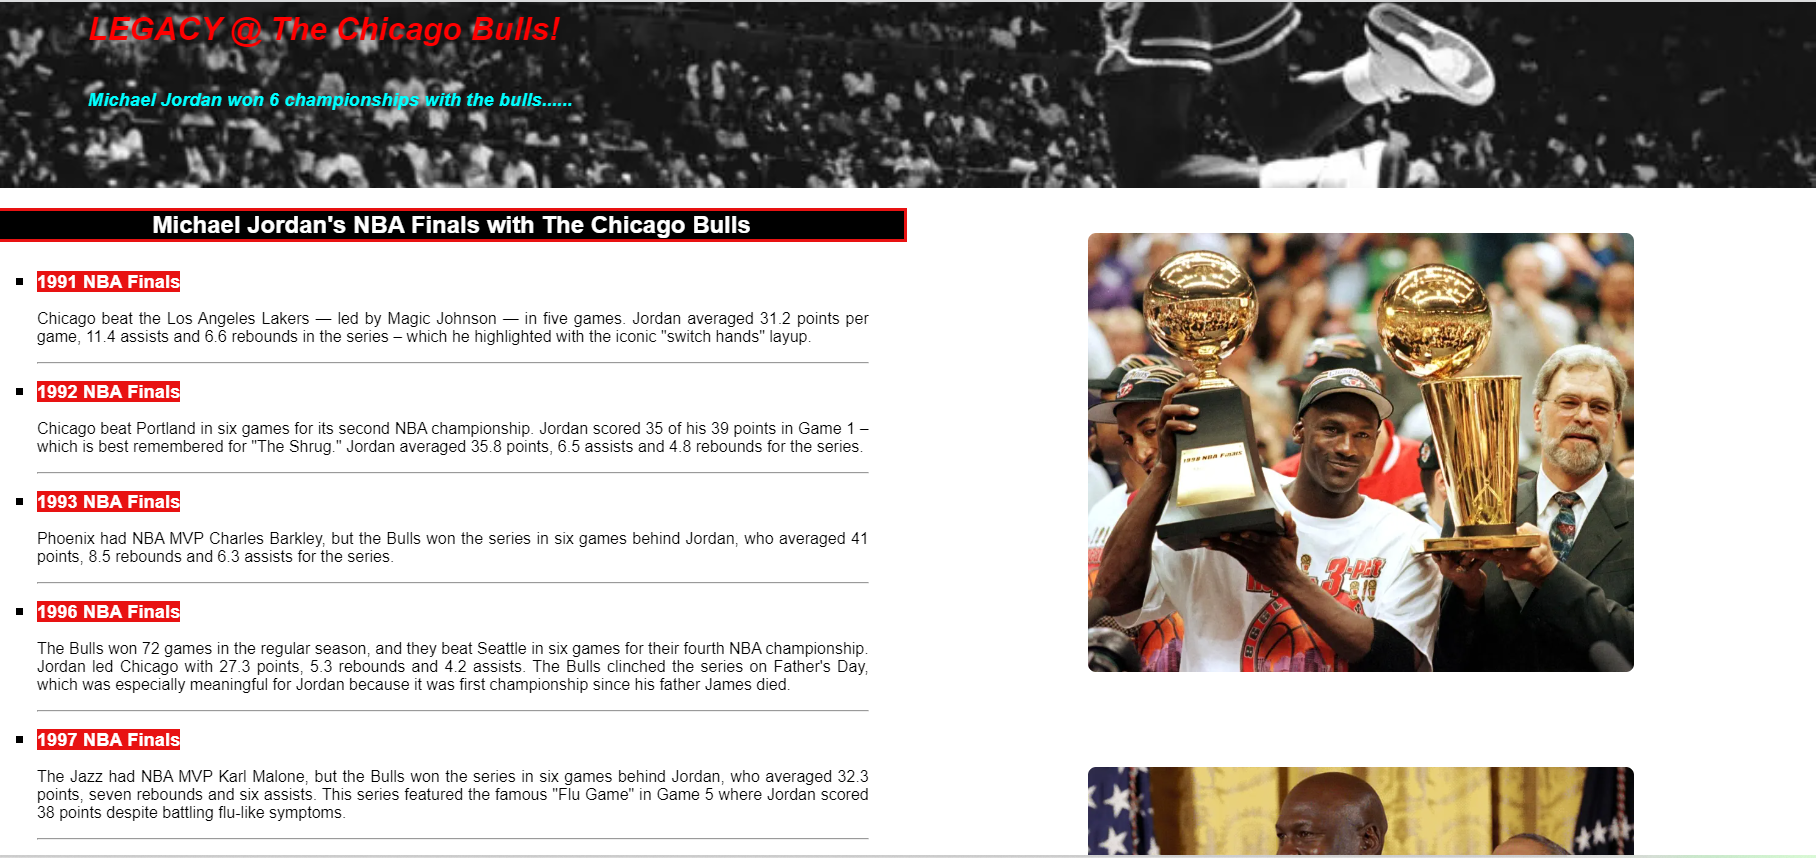 LEGACY @ The Chicago Bulls!
Michael Jordan won 6 championships with the bulls......
Michael Jordan's NBA Finals with The Chicago Bulls
1991 NBA Finals
Chicago beat the Los Angeles Lakers — led by Magic Johnson — in five games. Jordan averaged 31.2 points per
game, 11.4 assists and 6.6 rebounds in the series – which he highlighted with the iconic "switch hands" layup.
1992 NBA Finals
Chicago beat Portland in six games for its second NBA championship. Jordan scored 35 of his 39 points in Game 1 –
which is best remembered for "The Shrug." Jordan averaged 35.8 points, 6.5 assists and 4.8 rebounds for the series.
1993 NBA Finals
Phoenix had NBA MVP Charles Barkley, but the Bulls won the series in six games behind Jordan, who averaged 41
points, 8.5 rebounds and 6.3 assists for the series.
1996 NBA Finals
The Bulls won 72 games in the regular season, and they beat Seattle in six games for their fourth NBA championship.
Jordan led Chicago with 27.3 points, 5.3 rebounds and 4.2 assists. The Bulls clinched the series on Father's Day,
which was especially meaningful for Jordan because it was first championship since his father James died.
1997 NBA Finals
The Jazz had NBA MVP Karl Malone, but the Bulls won the series in six games behind Jordan, who averaged 32.3
points, seven rebounds and six assists. This series featured the famous "Flu Game" in Game 5 where Jordan scored
38 points despite battling flu-like symptoms.
1998 NBA Finals
3-peat